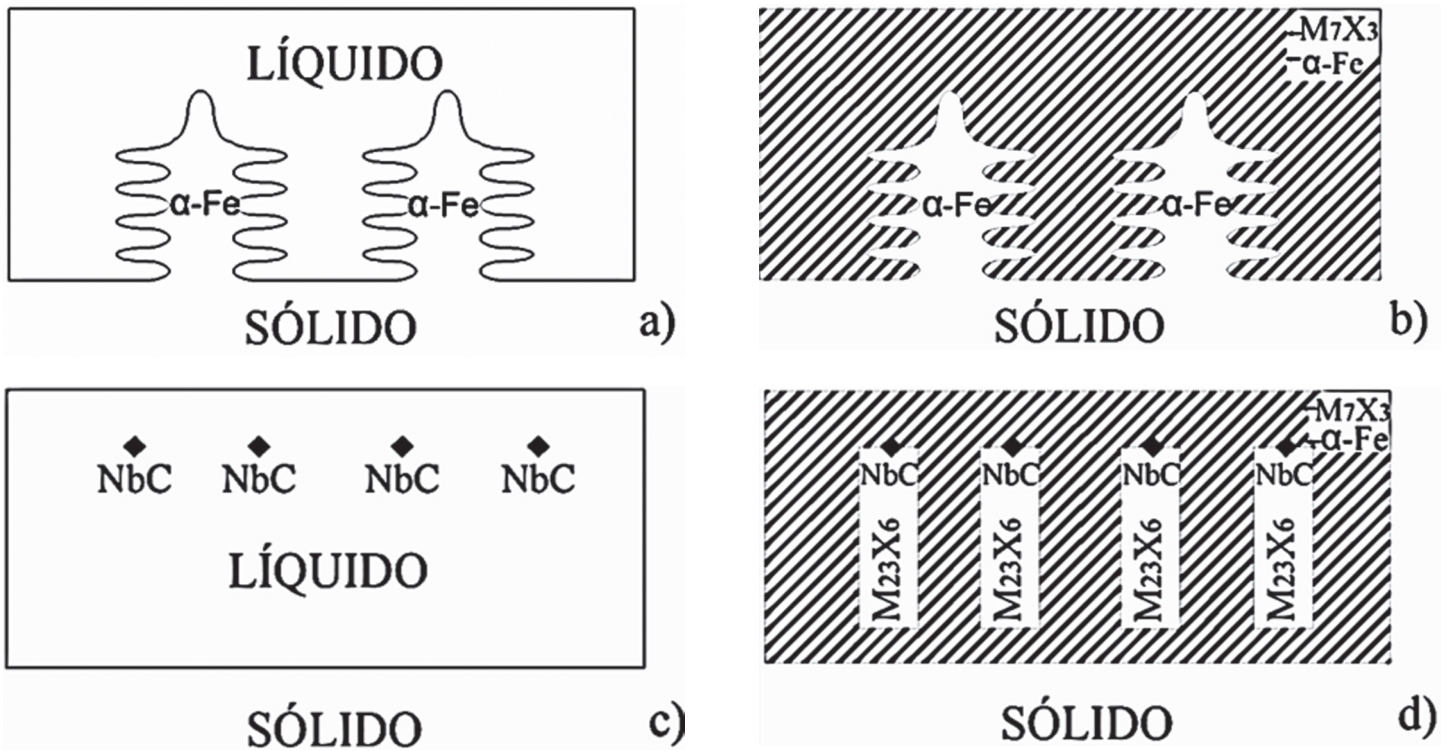 LÍQUIDO
α-Fe α-Fe
SÓLIDO a)
M7X3
α-Fe
α-Fe α-Fe
SÓLIDO b)
NbC NbC NbC NbC
LÍQUIDO
SÓLIDO c)
M7X3
α-Fe
NbC NbC NbC NbC
M23X6 M23X6 M23X6 M23X6
SÓLIDO d)